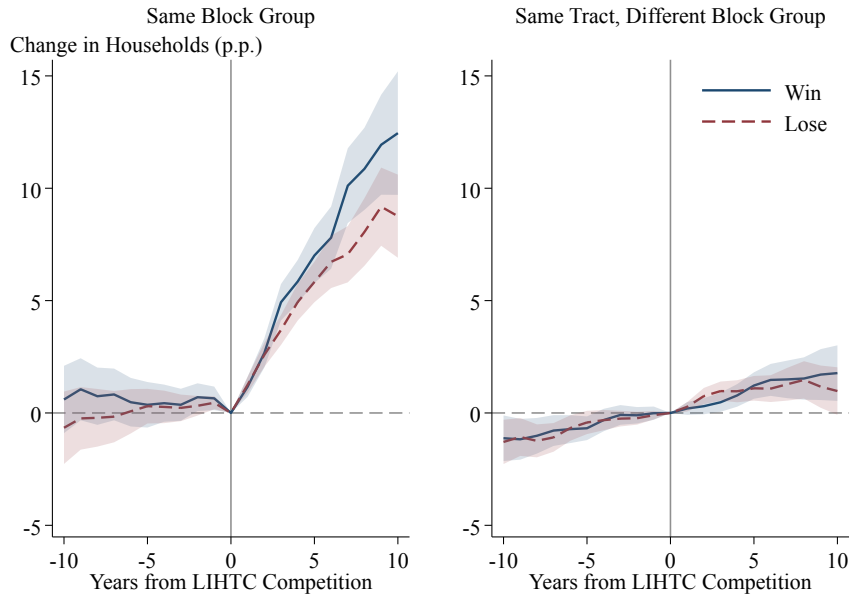 Same Block Group
Change in Households (p.p.)
15
10
5
0
-5
-10 -5 0 5 10
Years from LIHTC Competition
Same Tract, Different Block Group
Win
Lose
15
10
5
0
-5
-10 -5 0 5 10
Years from LIHTC Competition